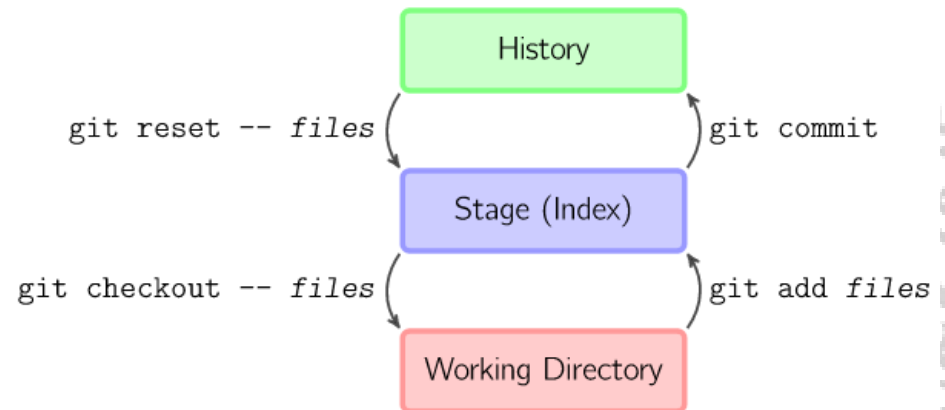 History
git reset -- files
git commit
Stage (Index)
git checkout -- files
git add files
Working Directory